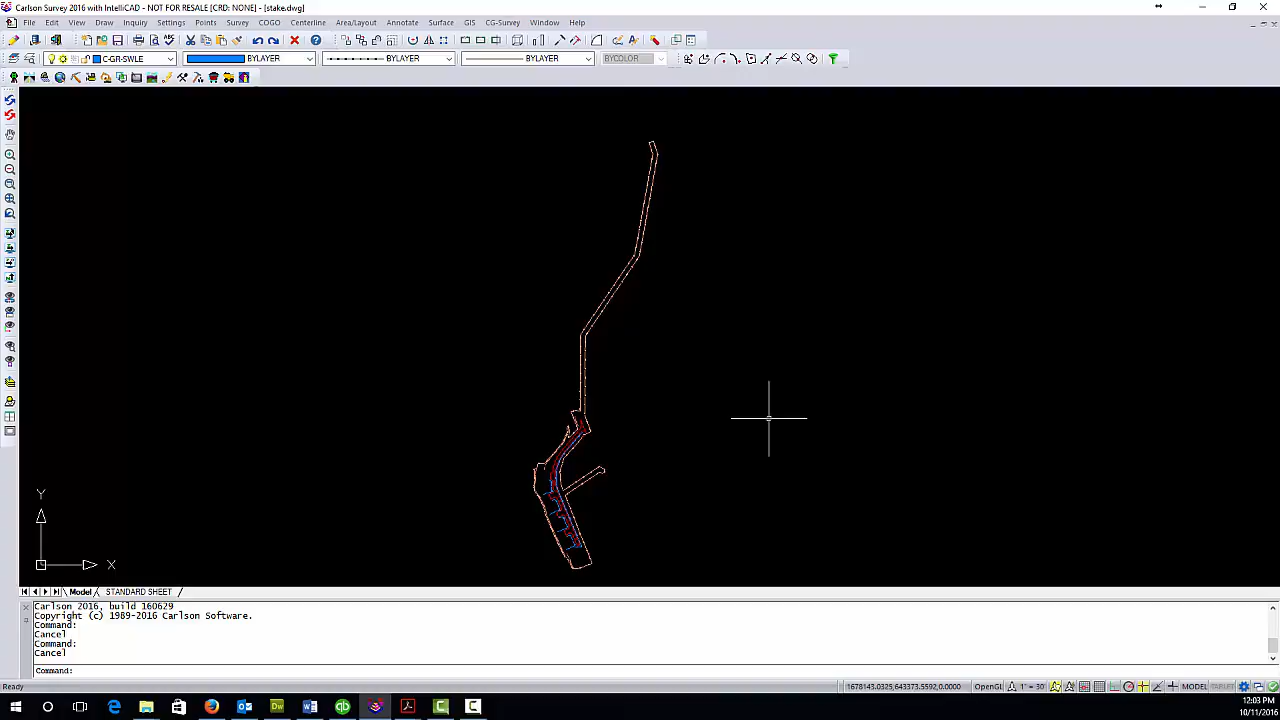 Carlson Survey 2016 with IntelliCAD - NOT FOR RESALE [CRD: NONE] - [stake.dwg]
File Edit Draw Inquiry Settings Points Survey COGO Centerline Area/Layout Annotate Surface GIS CG-Survey Window Help
C-GR-SWLE BYLAYER BYLAYER BYLAYER BYCOLOR
Y
X
Model STANDARD SHEET
Carlson 2016, build 160629
Copyright (c) 1989-2016 Carlson Software.
Command:
Cancel
Command:
Cancel
Command:
Ready 1678143.0325,643373.5592,0.0000 OpenGL 1" = 30' MODEL TABLET
12:03 PM
10/11/2016